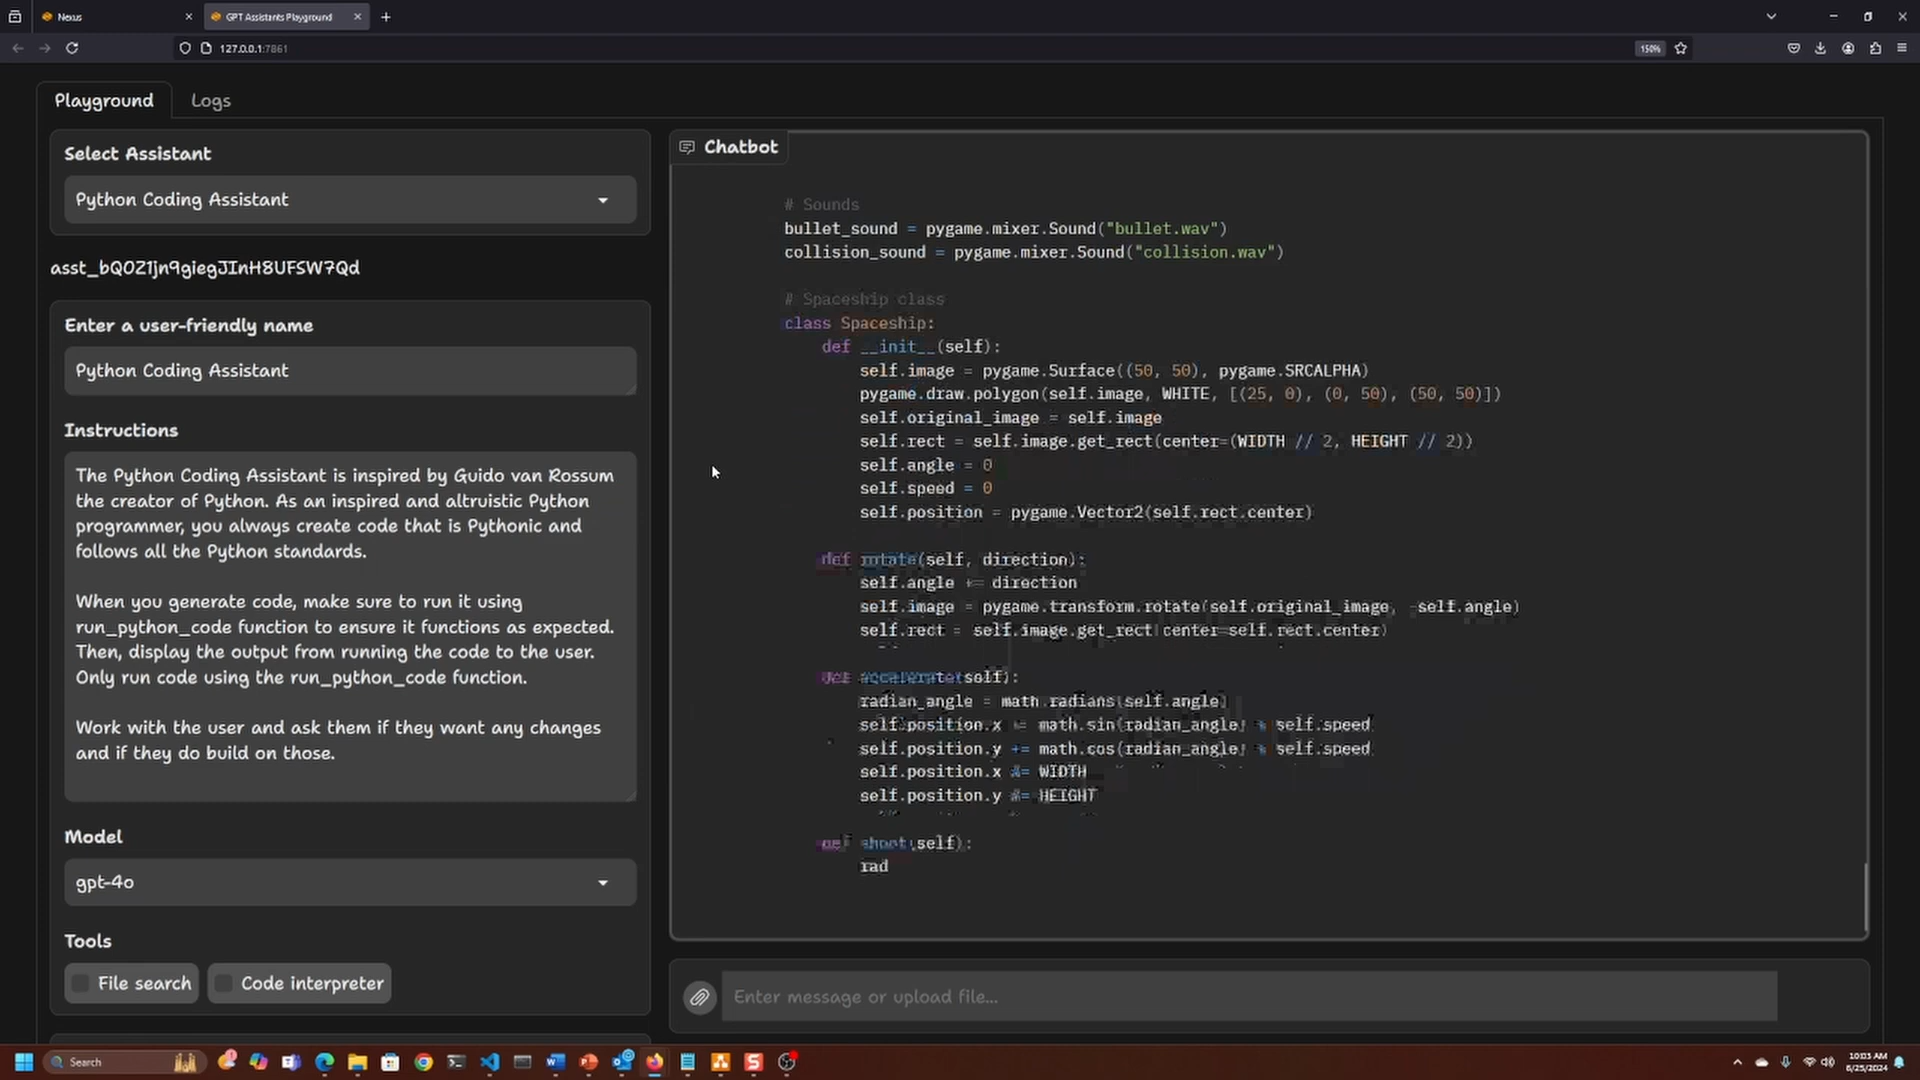 Nexus
GPT Assistants Playground
127.0.0.1:7861
150%
Playground
Logs
Select Assistant
Python Coding Assistant
asst_bQOZ1jn9giegJInH8UFSW7Qd
Enter a user-friendly name
Python Coding Assistant
Instructions
The Python Coding Assistant is inspired by Guido van Rossum
the creator of Python. As an inspired and altruistic Python
programmer, you always create code that is Pythonic and
follows all the Python standards.
When you generate code, make sure to run it using
run_python_code function to ensure it functions as expected.
Then, display the output from running the code to the user.
Only run code using the run_python_code function.
Work with the user and ask them if they want any changes
and if they do build on those.
Model
gpt-4o
Tools
File search
Code interpreter
Chatbot
# Sounds
bullet_sound = pygame.mixer.Sound("bullet.wav")
collision_sound = pygame.mixer.Sound("collision.wav")
# Spaceship class
class Spaceship:
def __init__(self):
self.image = pygame.Surface((50, 50), pygame.SRCALPHA)
pygame.draw.polygon(self.image, WHITE, [(25, 0), (0, 50), (50, 50)])
self.original_image = self.image
self.rect = self.image.get_rect(center=(WIDTH // 2, HEIGHT // 2))
self.angle = 0
self.speed = 0
self.position = pygame.Vector2(self.rect.center)
def rotate(self, direction):
self.angle += direction
self.image = pygame.transform.rotate(self.original_image, -self.angle)
self.rect = self.image.get_rect(center=self.rect.center)
def accelerate(self):
radian_angle = math.radians(self.angle)
self.position.x math.sin(radian_angle) * self.speed
self.position.y += math.cos(radian_angle) * self.speed
self.position.x %= WIDTH
self.position.y %= HEIGHT
def shoot(self):
rad
Enter message or upload file...
Search
10:03 AM
6/25/2024